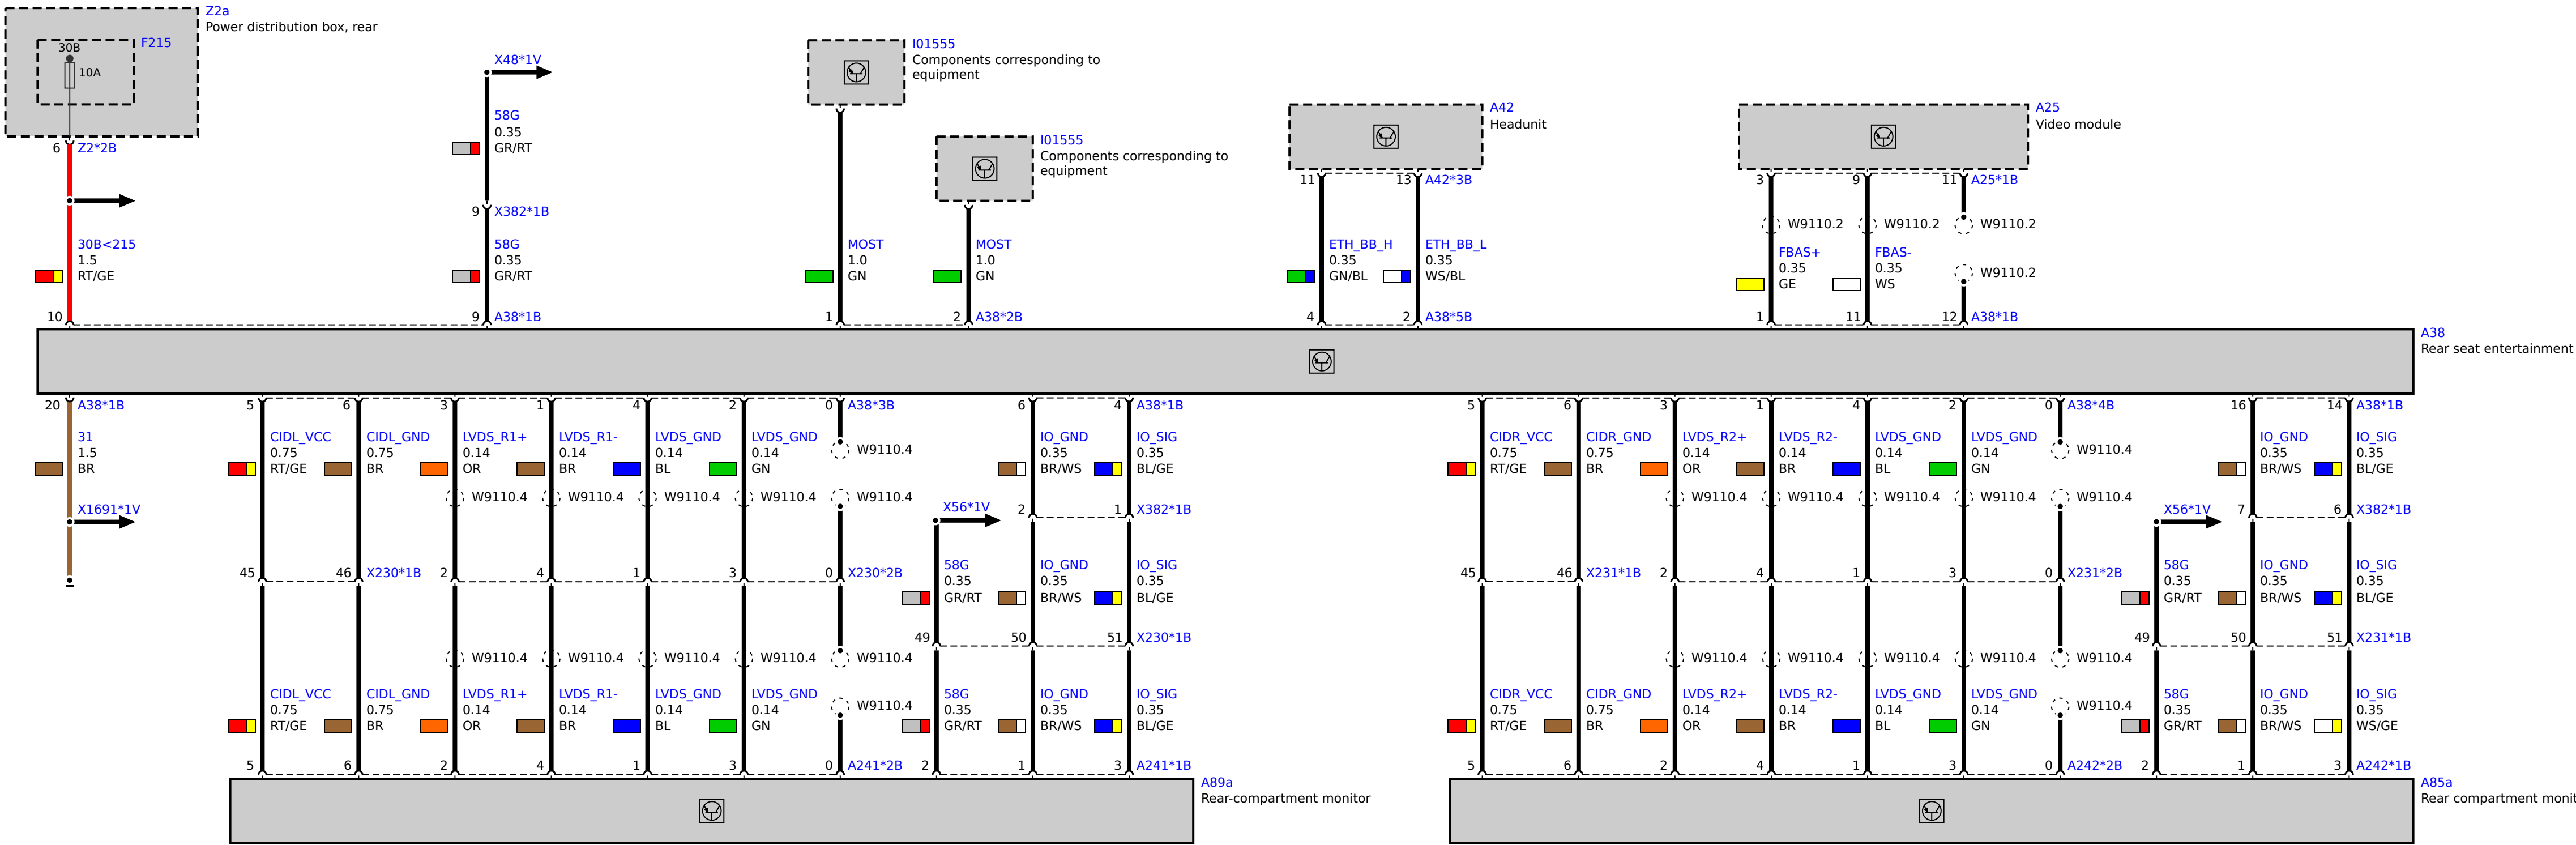 Z2a
Power distribution box, rear
F215
30B
10A
6 Z2*2B
30B<215
1.5
RT/GE
10
X48*1V
58G
0.35
GR/RT
9 X382*1B
58G
0.35
GR/RT
9 A38*1B
I01555
Components corresponding to
equipment
MOST
1.0
GN
1
I01555
Components corresponding to
equipment
MOST
1.0
GN
2 A38*2B
A42
Headunit
11 13 A42*3B
ETH_BB_H
0.35
GN/BL
4
ETH_BB_L
0.35
WS/BL
2 A38*5B
A25
Video module
3 9 11 A25*1B
W9110.2 W9110.2 W9110.2
W9110.2
FBAS+
0.35
GE
FBAS-
0.35
WS
1 11 12 A38*1B
A38
Rear seat entertainment
20 A38*1B
31
1.5
BR
X1691*1V
5 6 3 1 4 2 0 A38*3B
CIDL_VCC
0.75
RT/GE
CIDL_GND
0.75
BR
LVDS_R1+
0.14
OR
LVDS_R1-
0.14
BR
LVDS_GND
0.14
BL
LVDS_GND
0.14
GN
W9110.4
W9110.4 W9110.4 W9110.4 W9110.4 W9110.4
45 46 X230*1B 2 4 1 3 0 X230*2B
W9110.4 W9110.4 W9110.4 W9110.4 W9110.4
W9110.4
CIDL_VCC
0.75
RT/GE
CIDL_GND
0.75
BR
LVDS_R1+
0.14
OR
LVDS_R1-
0.14
BR
LVDS_GND
0.14
BL
LVDS_GND
0.14
GN
5 6 2 4 1 3 0 A241*2B
6 4 A38*1B
IO_GND
0.35
BR/WS
IO_SIG
0.35
BL/GE
X56*1V
2 1 X382*1B
58G
0.35
GR/RT
IO_GND
0.35
BR/WS
IO_SIG
0.35
BL/GE
49 50 51 X230*1B
58G
0.35
GR/RT
IO_GND
0.35
BR/WS
IO_SIG
0.35
BL/GE
2 1 3 A241*1B
A89a
Rear-compartment monitor
5 6 3 1 4 2 0 A38*4B
CIDR_VCC
0.75
RT/GE
CIDR_GND
0.75
BR
LVDS_R2+
0.14
OR
LVDS_R2-
0.14
BR
LVDS_GND
0.14
BL
LVDS_GND
0.14
GN
W9110.4
W9110.4 W9110.4 W9110.4 W9110.4 W9110.4
45 46 X231*1B 2 4 1 3 0 X231*2B
W9110.4 W9110.4 W9110.4 W9110.4 W9110.4
W9110.4
CIDR_VCC
0.75
RT/GE
CIDR_GND
0.75
BR
LVDS_R2+
0.14
OR
LVDS_R2-
0.14
BR
LVDS_GND
0.14
BL
LVDS_GND
0.14
GN
5 6 2 4 1 3 0 A242*2B
16 14 A38*1B
IO_GND
0.35
BR/WS
IO_SIG
0.35
BL/GE
X56*1V
7 6 X382*1B
58G
0.35
GR/RT
IO_GND
0.35
BR/WS
IO_SIG
0.35
BL/GE
49 50 51 X231*1B
58G
0.35
GR/RT
IO_GND
0.35
BR/WS
IO_SIG
0.35
WS/GE
2 1 3 A242*1B
A85a
Rear compartment monit